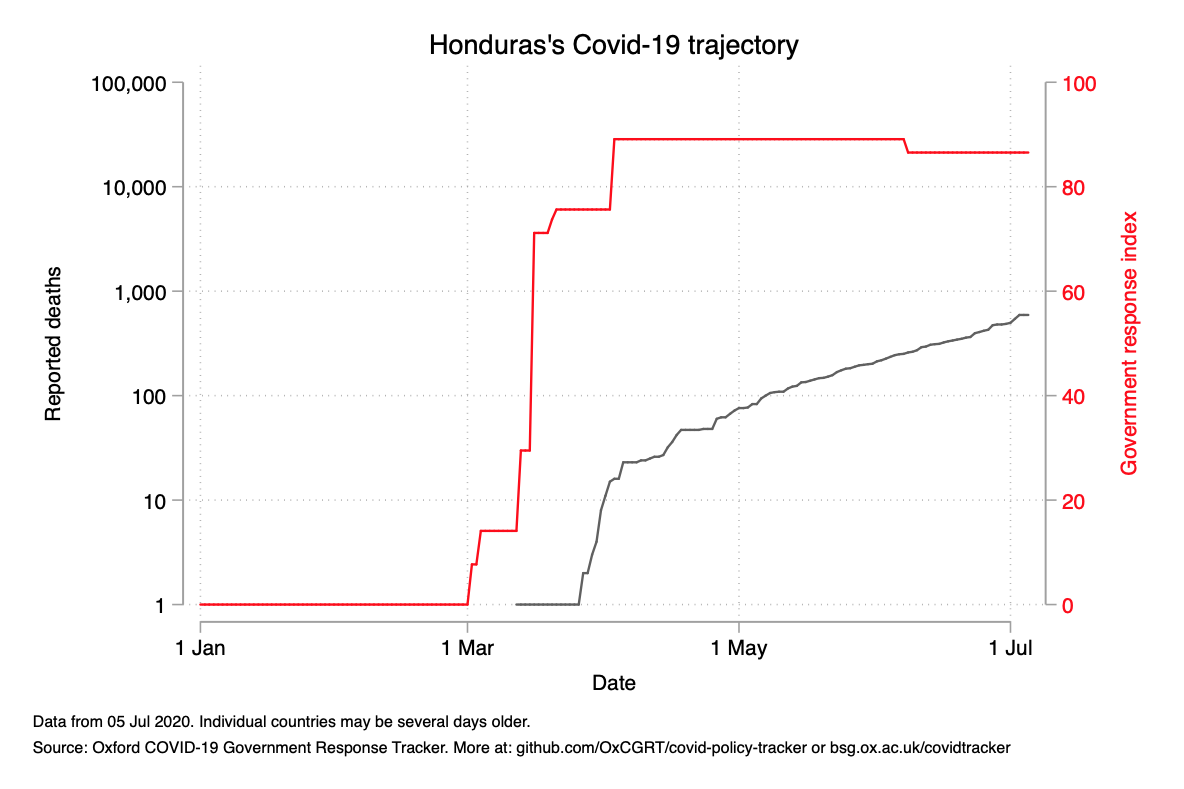 Honduras's Covid-19 trajectory
100,000
10,000
1,000
100
10
1
Reported deaths
100
80
60
40
20
0
Government response index
1 Jan
1 Mar
1 May
1 Jul
Date
Data from 05 Jul 2020. Individual countries may be several days older.
Source: Oxford COVID-19 Government Response Tracker. More at: github.com/OxCGRT/covid-policy-tracker or bsg.ox.ac.uk/covidtracker